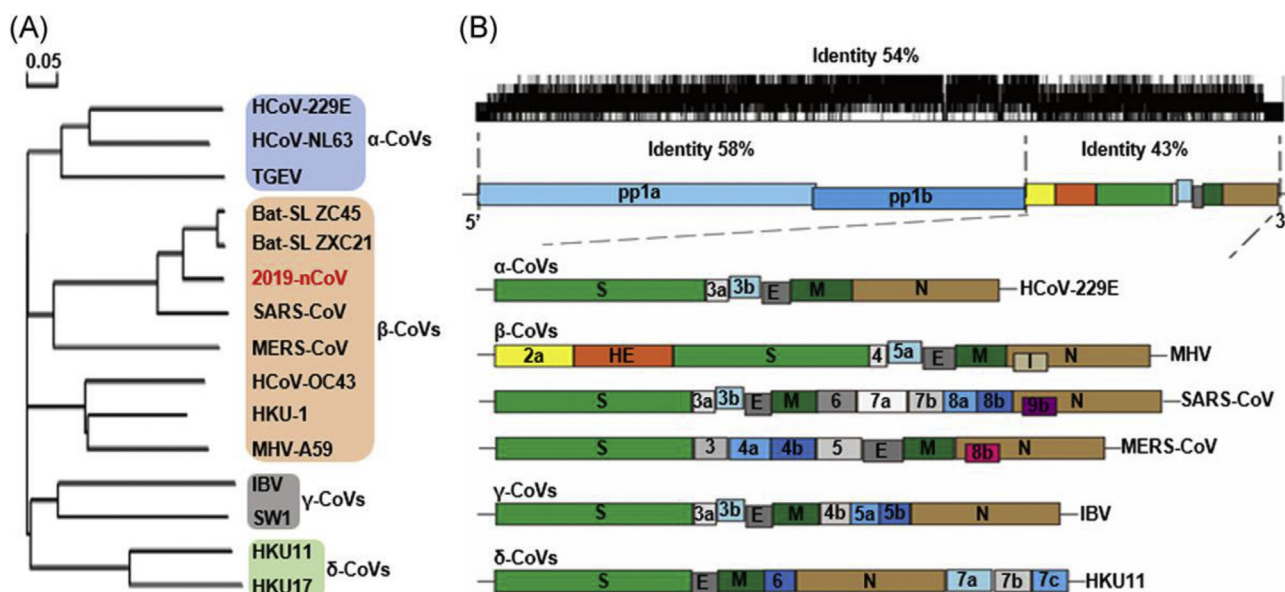 (A)
0.05
HCoV-229E
HCoV-NL63
α-CoVs
TGEV
Bat-SL ZC45
Bat-SL ZXC21
2019-nCoV
SARS-CoV
β-CoVs
MERS-CoV
HCoV-OC43
HKU-1
MHV-A59
IBV
γ-CoVs
SW1
HKU11
δ-CoVs
HKU17
(B)
Identity 54%
Identity 58% Identity 43%
pp1a pp1b
5' 3
α-CoVs
S 3a 3b E M N HCoV-229E
β-CoVs
2a HE S 4 5a E M I N MHV
S 3a 3b E M 6 7a 7b 8a 8b 9b N SARS-CoV
S 3 4a 4b 5 E M 8b N MERS-CoV
γ-CoVs
S 3a 3b E M 4b 5a 5b N IBV
δ-CoVs
S E M 6 N 7a 7b 7c HKU11